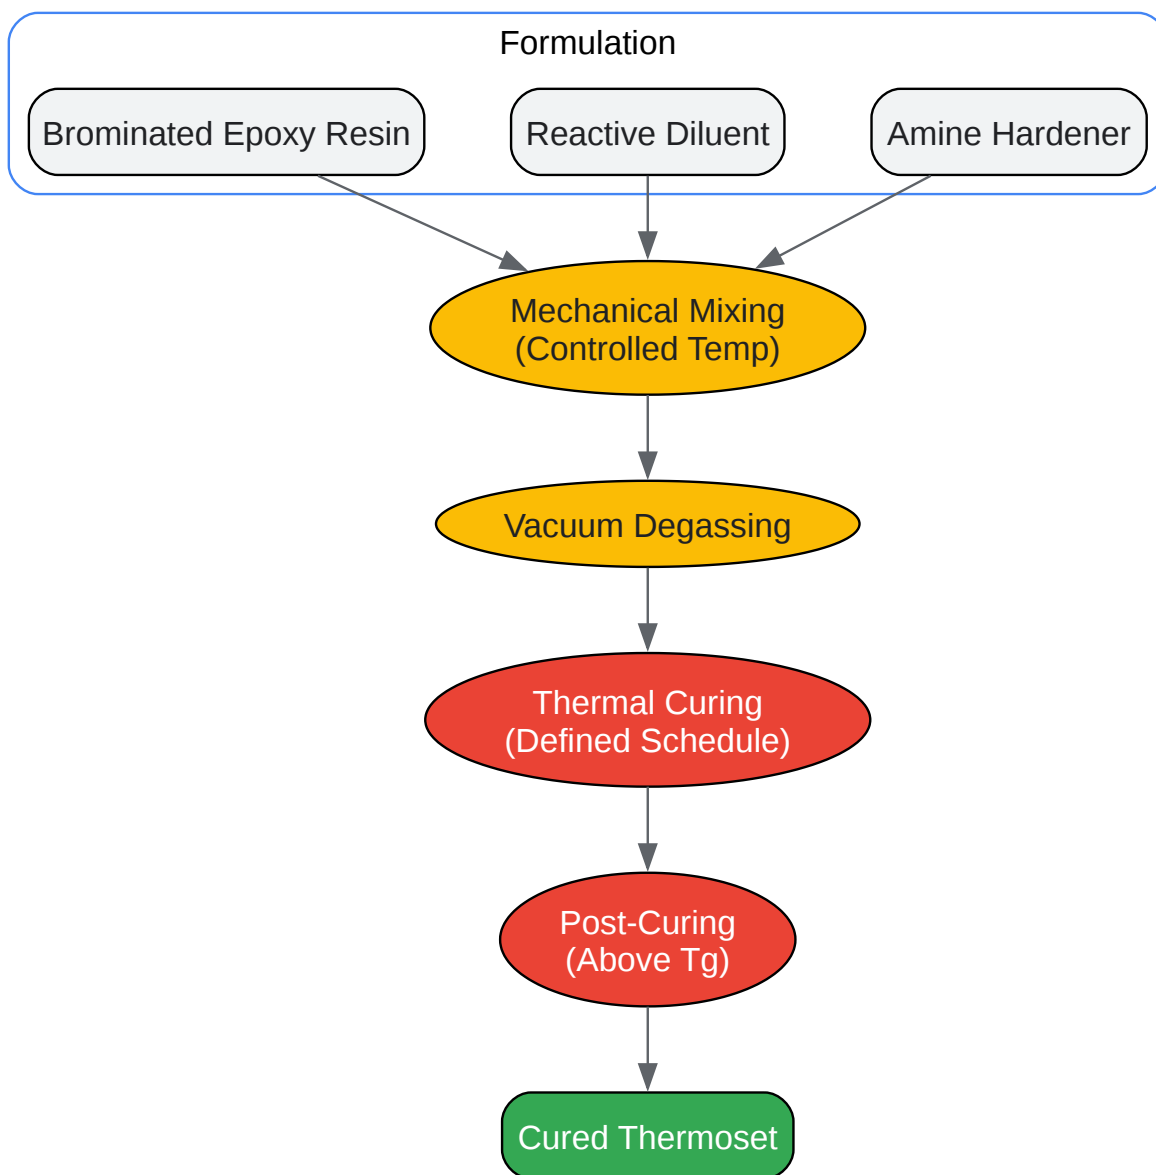 Formulation
Brominated Epoxy Resin
Reactive Diluent
Amine Hardener
Mechanical Mixing
(Controlled Temp)
Vacuum Degassing
Thermal Curing
(Defined Schedule)
Post-Curing
(Above Tg)
Cured Thermoset